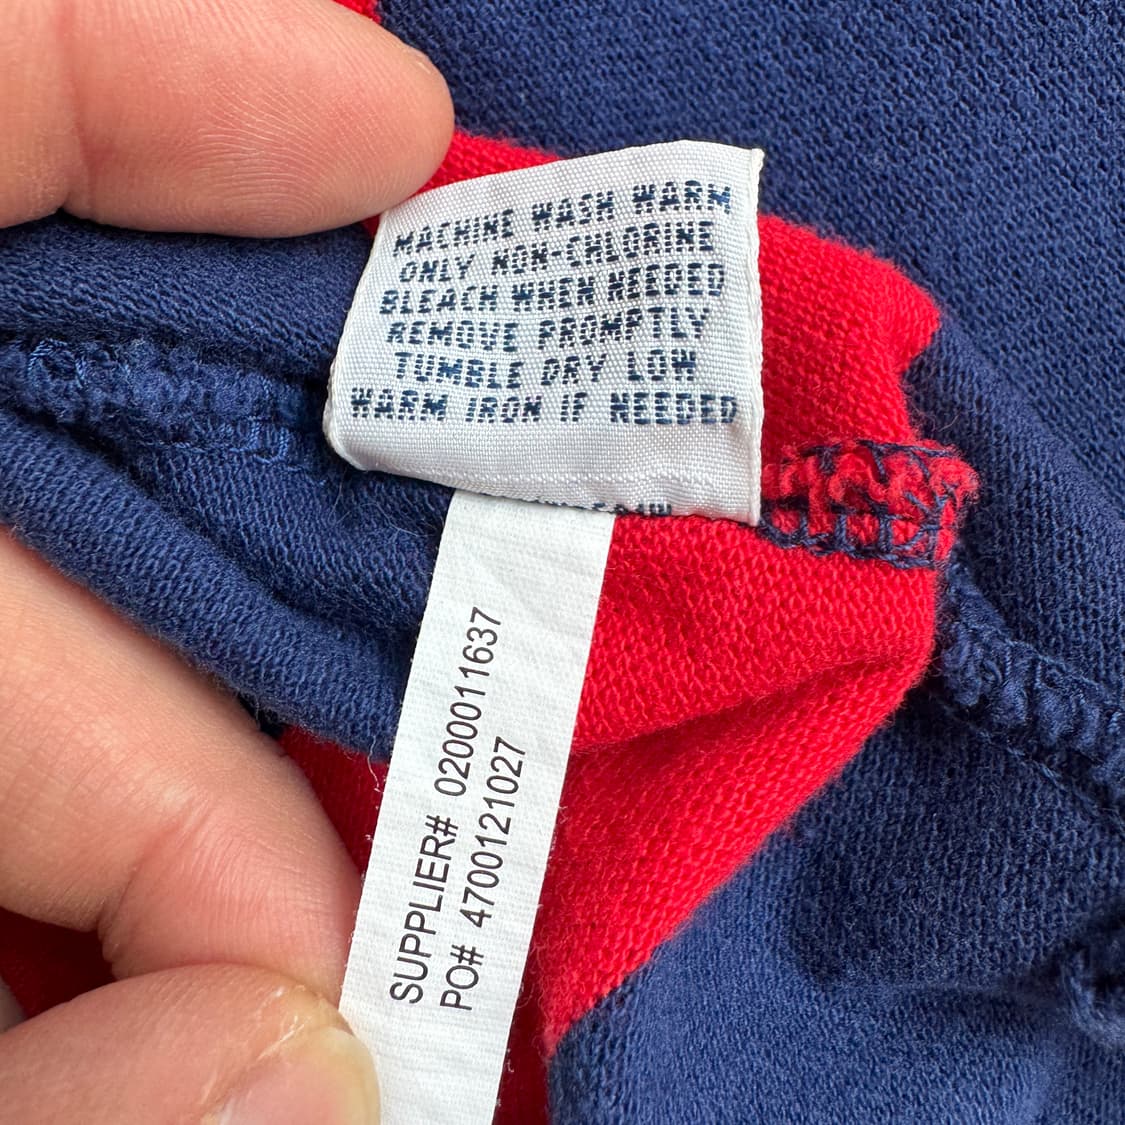 MACHINE WASH WARM
ONLY NON-CHLORINE
BLEACH WHEN NEEDED
REMOVE PROMPTLY
TUMBLE DRY LOW
WARM IRON IF NEEDED
SUPPLIER# 0200011637
PO# 4700121027